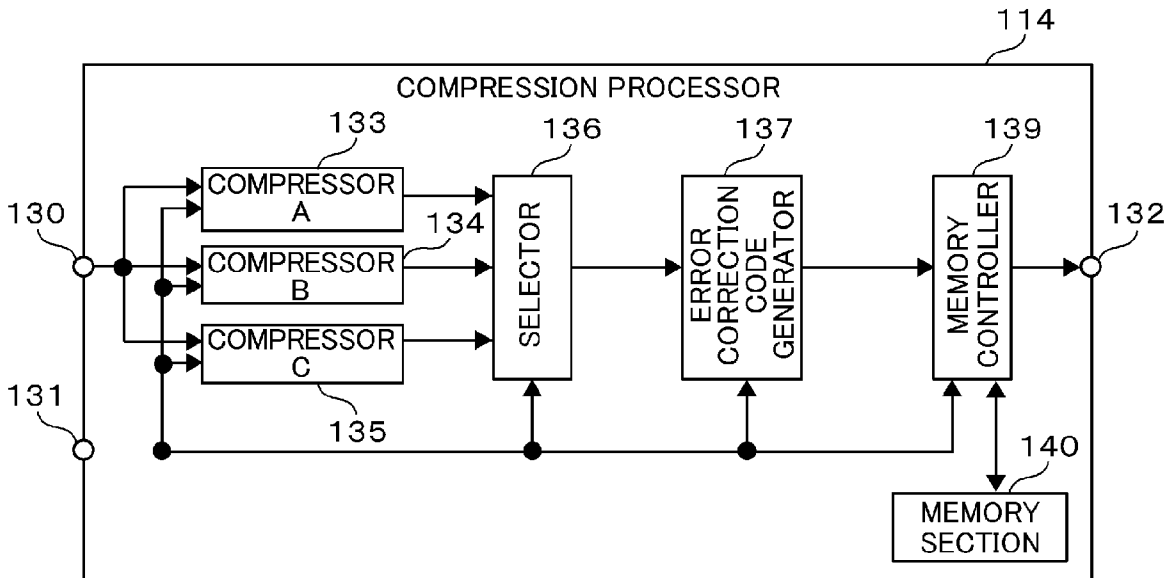 114
COMPRESSION PROCESSOR
133
COMPRESSOR
A
134
COMPRESSOR
B
COMPRESSOR
C
135
136
SELECTOR
137
ERROR
CORRECTION
CODE
GENERATOR
139
MEMORY
CONTROLLER
130
131
132
140
MEMORY
SECTION